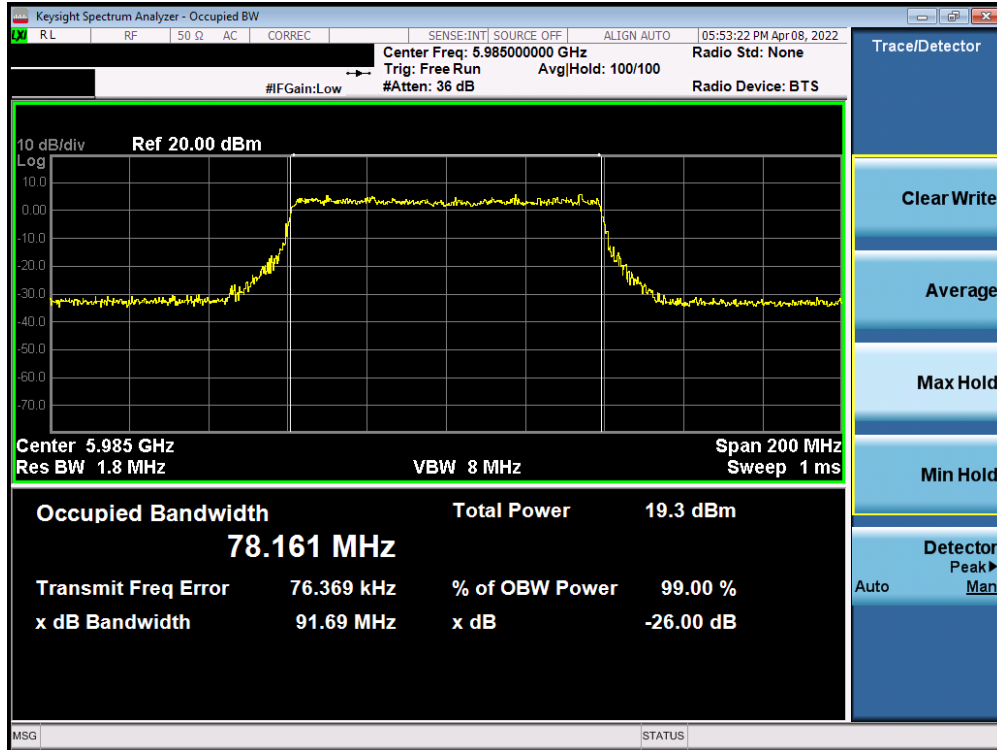 Keysight Spectrum Analyzer - Occupied BW
LXI RL RF 50 Ω AC CORREC SENSE:INT SOURCE OFF ALIGN AUTO 05:53:22 PM Apr 08, 2022
Center Freq: 5.985000000 GHz Radio Std: None
Trig: Free Run Avg|Hold: 100/100
#IFGain:Low #Atten: 36 dB Radio Device: BTS
10 dB/div Ref 20.00 dBm
Log
10.0
0.00
-10.0
-20.0
-30.0
-40.0
-50.0
-60.0
-70.0
Center 5.985 GHz Span 200 MHz
Res BW 1.8 MHz VBW 8 MHz Sweep 1 ms
Occupied Bandwidth Total Power 19.3 dBm
78.161 MHz
Transmit Freq Error 76.369 kHz % of OBW Power 99.00 %
x dB Bandwidth 91.69 MHz x dB -26.00 dB
MSG STATUS
Trace/Detector
Clear Write
Average
Max Hold
Min Hold
Detector
Peak▶
Auto Man